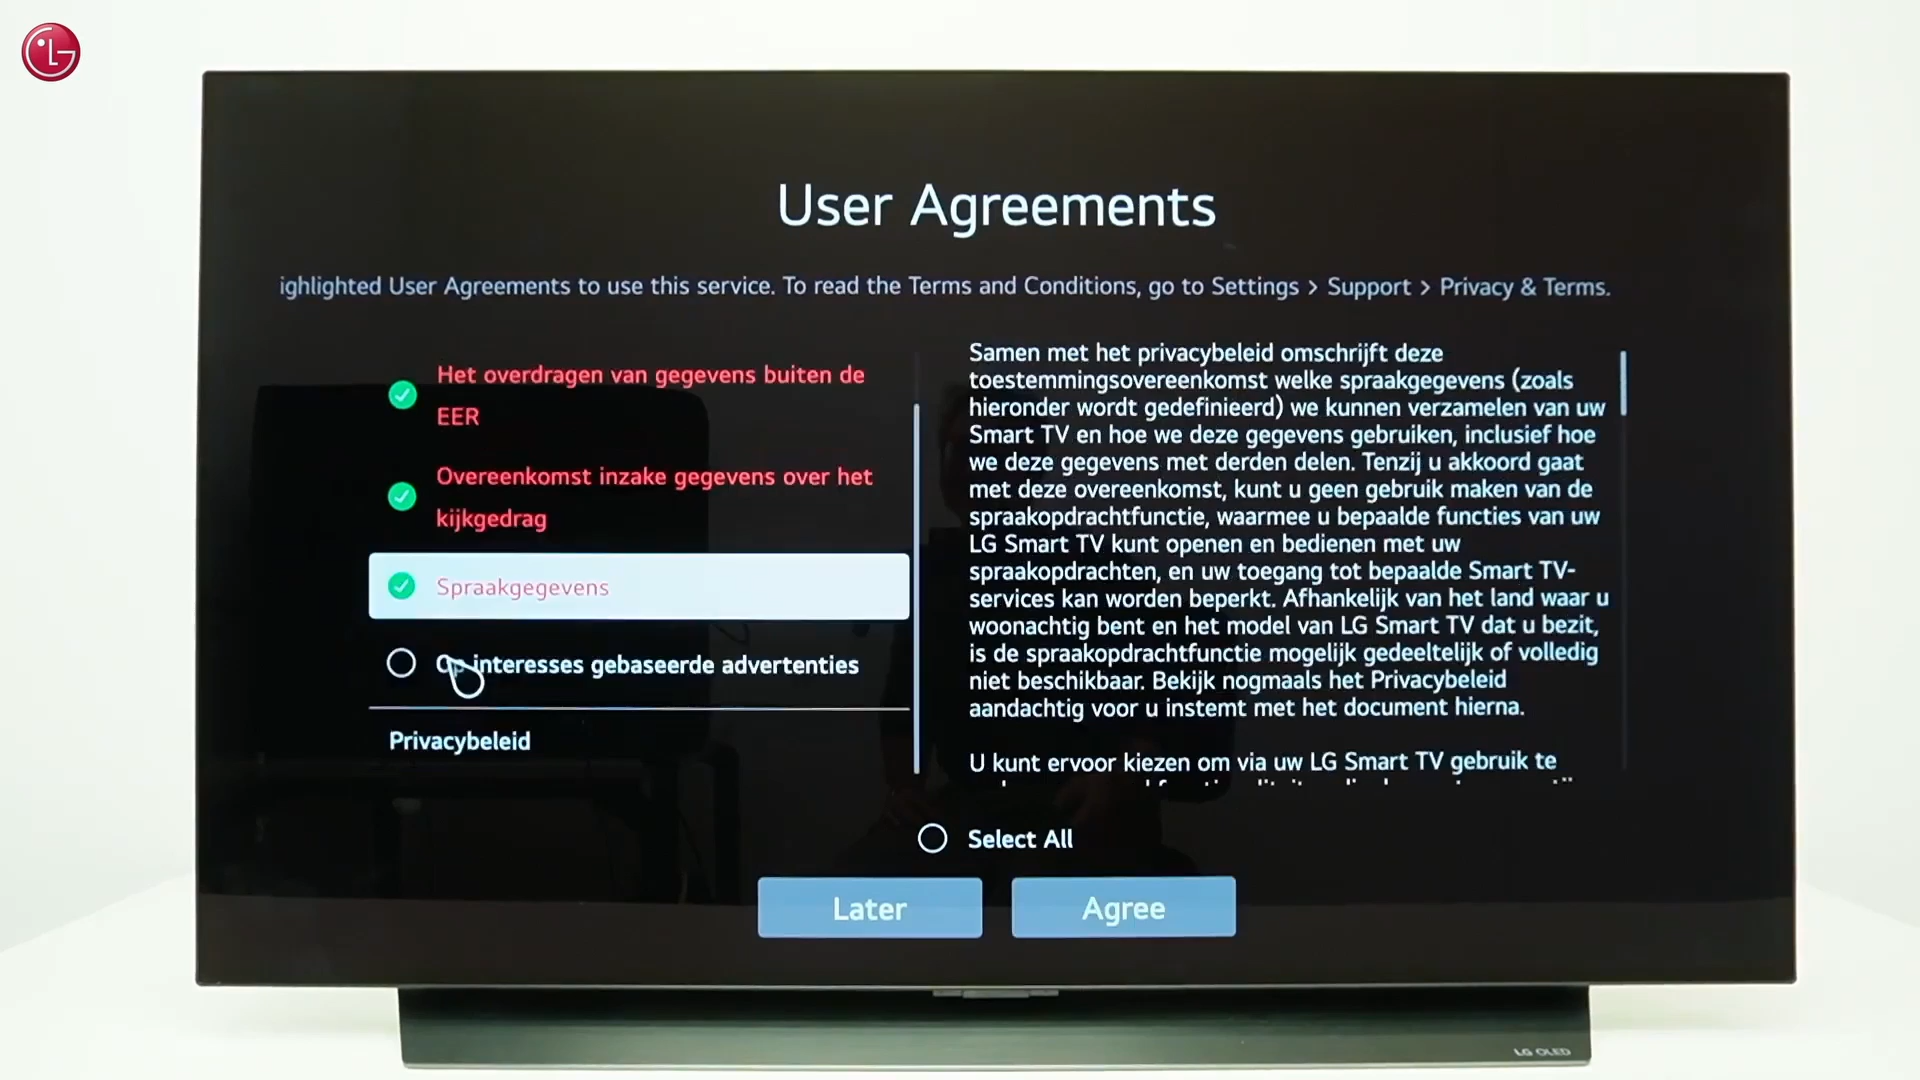 LG
User Agreements
ighlighted User Agreements to use this service. To read the Terms and Conditions, go to Settings > Support > Privacy & Terms.
Het overdragen van gegevens buiten de
EER
Overeenkomst inzake gegevens over het
kijkgedrag
Spraakgegevens
Op interesses gebaseerde advertenties
Privacybeleid
Samen met het privacybeleid omschrijft deze
toestemmingsovereenkomst welke spraakgegevens (zoals
hieronder wordt gedefinieerd) we kunnen verzamelen van uw
Smart TV en hoe we deze gegevens gebruiken, inclusief hoe
we deze gegevens met derden delen. Tenzij u akkoord gaat
met deze overeenkomst, kunt u geen gebruik maken van de
spraakopdrachtfunctie, waarmee u bepaalde functies van uw
LG Smart TV kunt openen en bedienen met uw
spraakopdrachten, en uw toegang tot bepaalde Smart TV-
services kan worden beperkt. Afhankelijk van het land waar u
woonachtig bent en het model van LG Smart TV dat u bezit,
is de spraakopdrachtfunctie mogelijk gedeeltelijk of volledig
niet beschikbaar. Bekijk nogmaals het Privacybeleid
aandachtig voor u instemt met het document hierna.
U kunt ervoor kiezen om via uw LG Smart TV gebruik te
Select All
Later
Agree
LG OLED